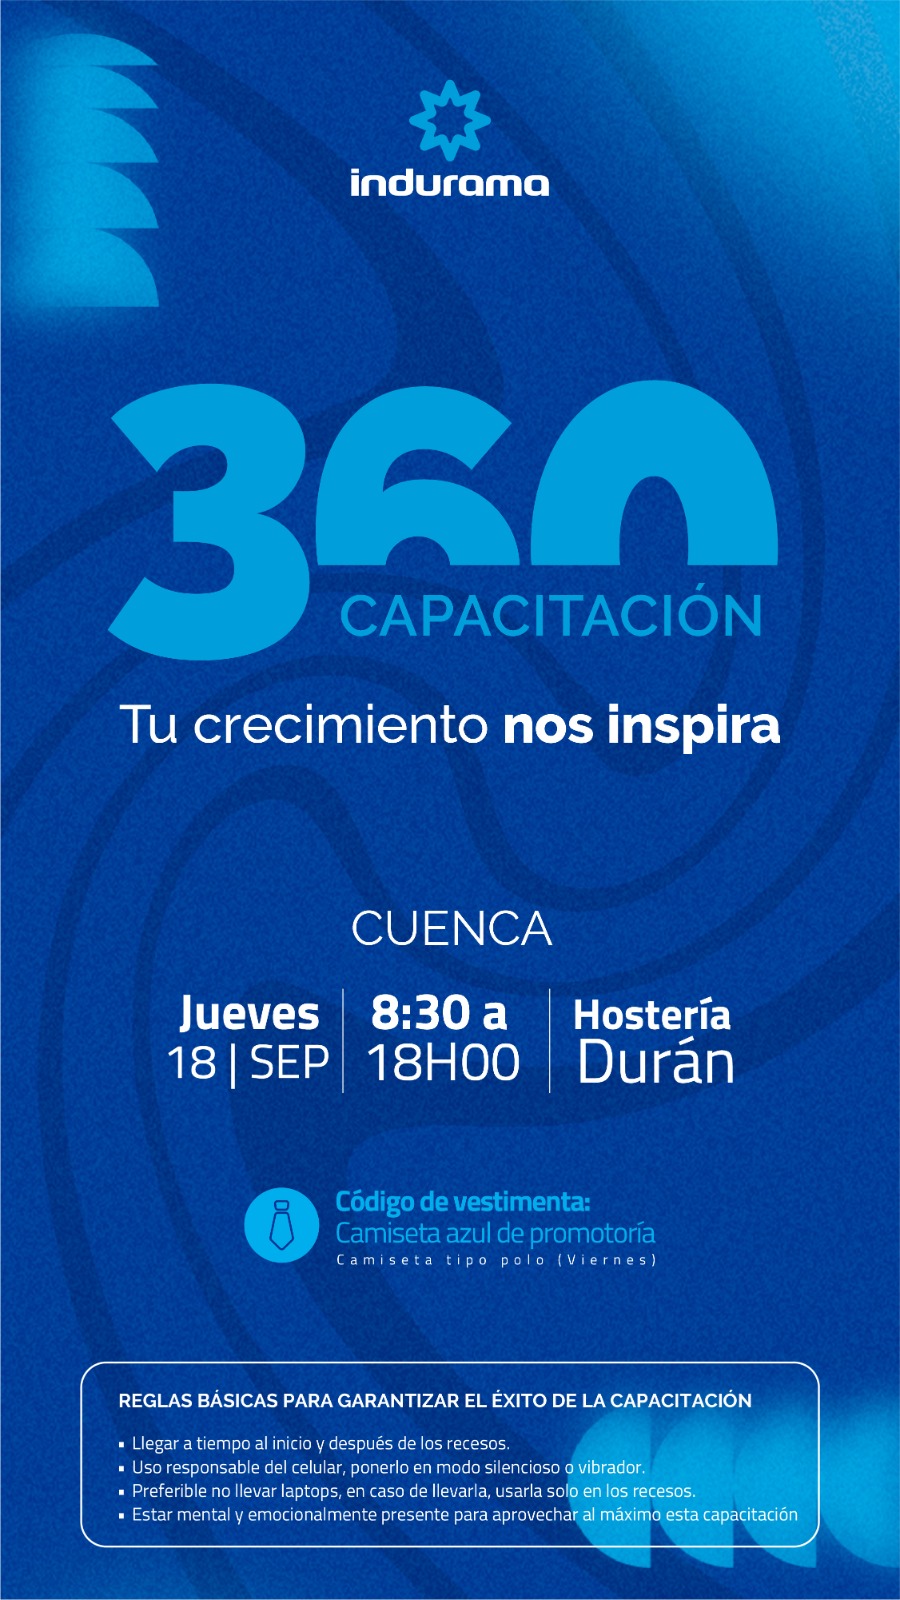 indurama
360
CAPACITACIÓN
Tu crecimiento nos inspira
CUENCA
Jueves
18 | SEP
8:30 a
18H00
Hostería
Durán
Código de vestimenta:
Camiseta azul de promotoría
Camiseta tipo polo (Viernes)
REGLAS BÁSICAS PARA GARANTIZAR EL ÉXITO DE LA CAPACITACIÓN
▪ Llegar a tiempo al inicio y después de los recesos.
▪ Uso responsable del celular, ponerlo en modo silencioso o vibrador.
▪ Preferible no llevar laptops, en caso de llevarla, usarla solo en los recesos.
▪ Estar mental y emocionalmente presente para aprovechar al máximo esta capacitación